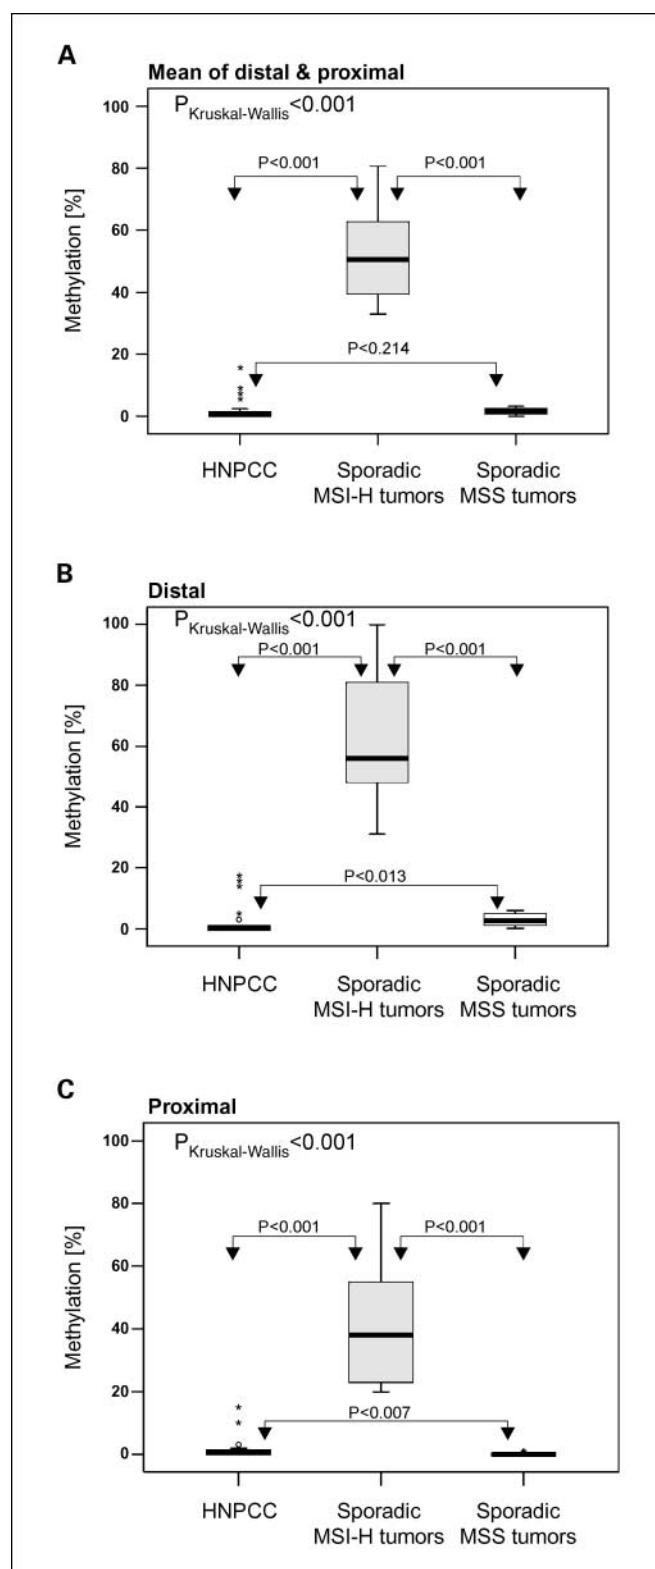 A
Mean of distal & proximal
P Kruskal-Wallis<0.001
100
80
60
40
20
0
Methylation [%]
P<0.001
P<0.001
P<0.214
HNPCC
Sporadic
MSI-H tumors
Sporadic
MSS tumors
B
Distal
P Kruskal-Wallis<0.001
100
80
60
40
20
0
Methylation [%]
P<0.001
P<0.001
P<0.013
HNPCC
Sporadic
MSI-H tumors
Sporadic
MSS tumors
C
Proximal
P Kruskal-Wallis<0.001
100
80
60
40
20
0
Methylation [%]
P<0.001
P<0.001
P<0.007
HNPCC
Sporadic
MSI-H tumors
Sporadic
MSS tumors